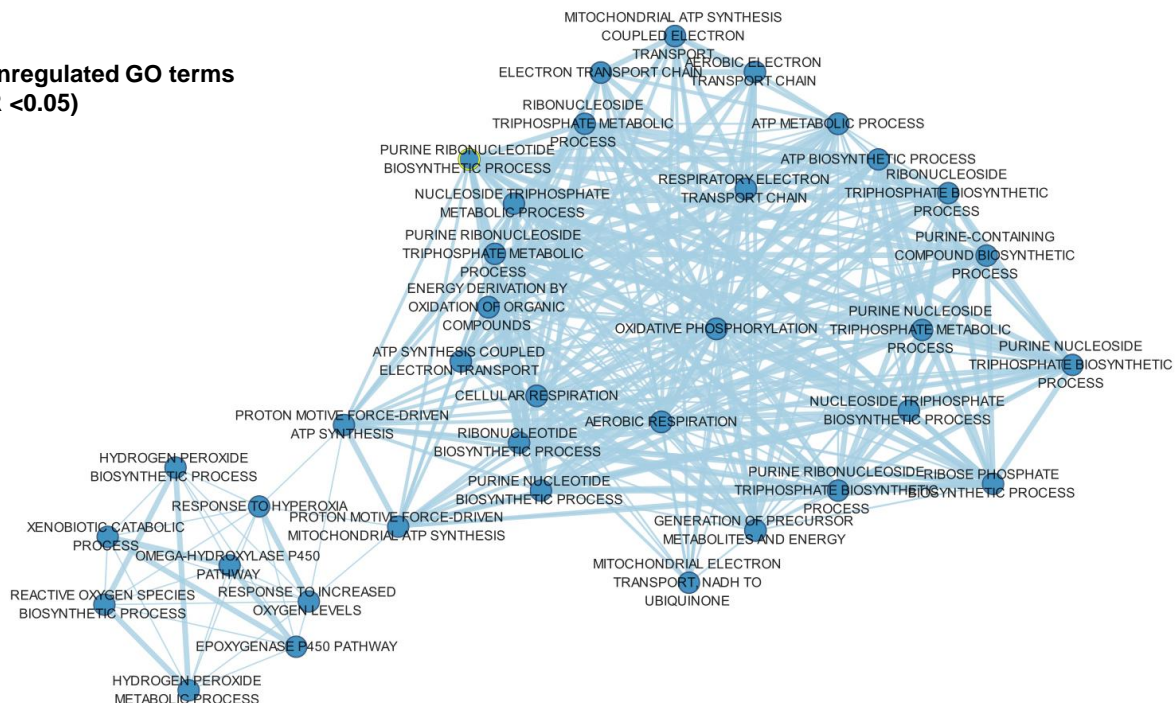 MITOCHONDRIAL ATP SYNTHESIS
COUPLED ELECTRON
TRANSPORT
nregulated GO terms
<0.05)
ELECTRON TRANSPORT CHAIN
AEROBIC ELECTRON
TRANSPORT CHAIN
RIBONUCLEOSIDE
TRIPHOSPHATE METABOLIC
PROCESS
ATP METABOLIC PROCESS
PURINE RIBONUCLEOTIDE
BIOSYNTHETIC PROCESS
ATP BIOSYNTHETIC PROCESS
RESPIRATORY ELECTRON
TRANSPORT CHAIN
RIBONUCLEOSIDE
TRIPHOSPHATE BIOSYNTHETIC
PROCESS
NUCLEOSIDE TRIPHOSPHATE
METABOLIC PROCESS
PURINE RIBONUCLEOSIDE
TRIPHOSPHATE METABOLIC
PROCESS
PURINE-CONTAINING
COMPOUND BIOSYNTHETIC
PROCESS
ENERGY DERIVATION BY
OXIDATION OF ORGANIC
COMPOUNDS
OXIDATIVE PHOSPHORYLATION
PURINE NUCLEOSIDE
TRIPHOSPHATE METABOLIC
PROCESS
PURINE NUCLEOSIDE
TRIPHOSPHATE BIOSYNTHETIC
PROCESS
ATP SYNTHESIS COUPLED
ELECTRON TRANSPORT
CELLULAR RESPIRATION
NUCLEOSIDE TRIPHOSPHATE
BIOSYNTHETIC PROCESS
PROTON MOTIVE FORCE-DRIVEN
ATP SYNTHESIS
AEROBIC RESPIRATION
RIBONUCLEOTIDE
BIOSYNTHETIC PROCESS
HYDROGEN PEROXIDE
BIOSYNTHETIC PROCESS
PURINE NUCLEOTIDE
BIOSYNTHETIC PROCESS
PURINE RIBONUCLEOSIDE
TRIPHOSPHATE BIOSYNTHETIC
PROCESS
RIBOSE PHOSPHATE
BIOSYNTHETIC PROCESS
RESPONSE TO HYPEROXIA
PROTON MOTIVE FORCE-DRIVEN
MITOCHONDRIAL ATP SYNTHESIS
GENERATION OF PRECURSOR
METABOLITES AND ENERGY
XENOBIOTIC CATABOLIC
PROCESS
OMEGA-HYDROXYLASE P450
PATHWAY
MITOCHONDRIAL ELECTRON
TRANSPORT, NADH TO
UBIQUINONE
REACTIVE OXYGEN SPECIES
BIOSYNTHETIC PROCESS
RESPONSE TO INCREASED
OXYGEN LEVELS
EPOXYGENASE P450 PATHWAY
HYDROGEN PEROXIDE
METABOLIC PROCESS